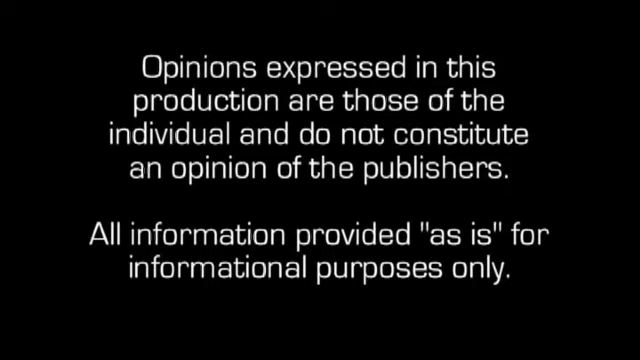 Opinions expressed in this
production are those of the
individual and do not constitute
an opinion of the publishers.
All information provided "as is" for
informational purposes only.